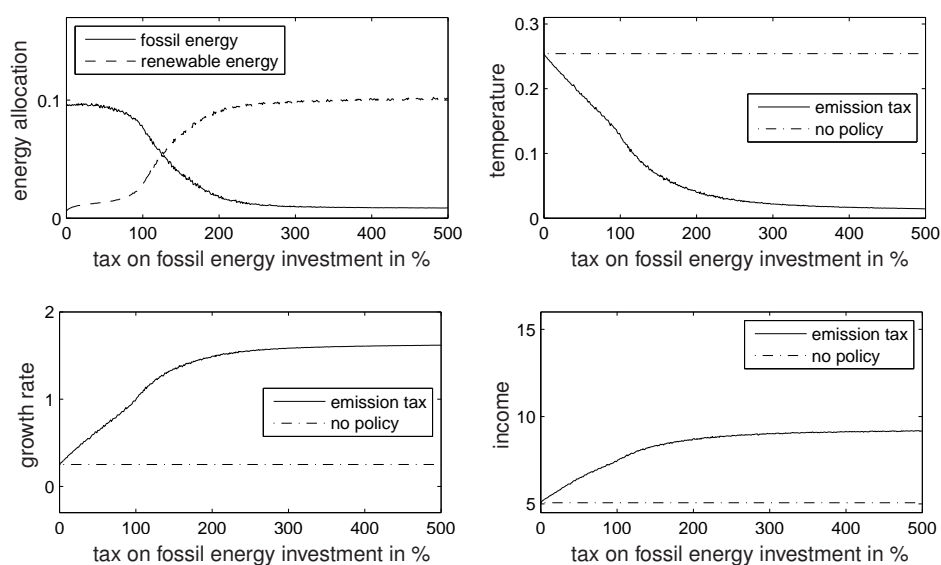 energy allocation
0.1
0
fossil energy
renewable energy
0 100 200 300 400 500
tax on fossil energy investment in %
temperature
0.3
0.2
0.1
0
emission tax
no policy
0 100 200 300 400 500
tax on fossil energy investment in %
growth rate
2
1
0
emission tax
no policy
0 100 200 300 400 500
tax on fossil energy investment in %
income
15
10
5
emission tax
no policy
0 100 200 300 400 500
tax on fossil energy investment in %